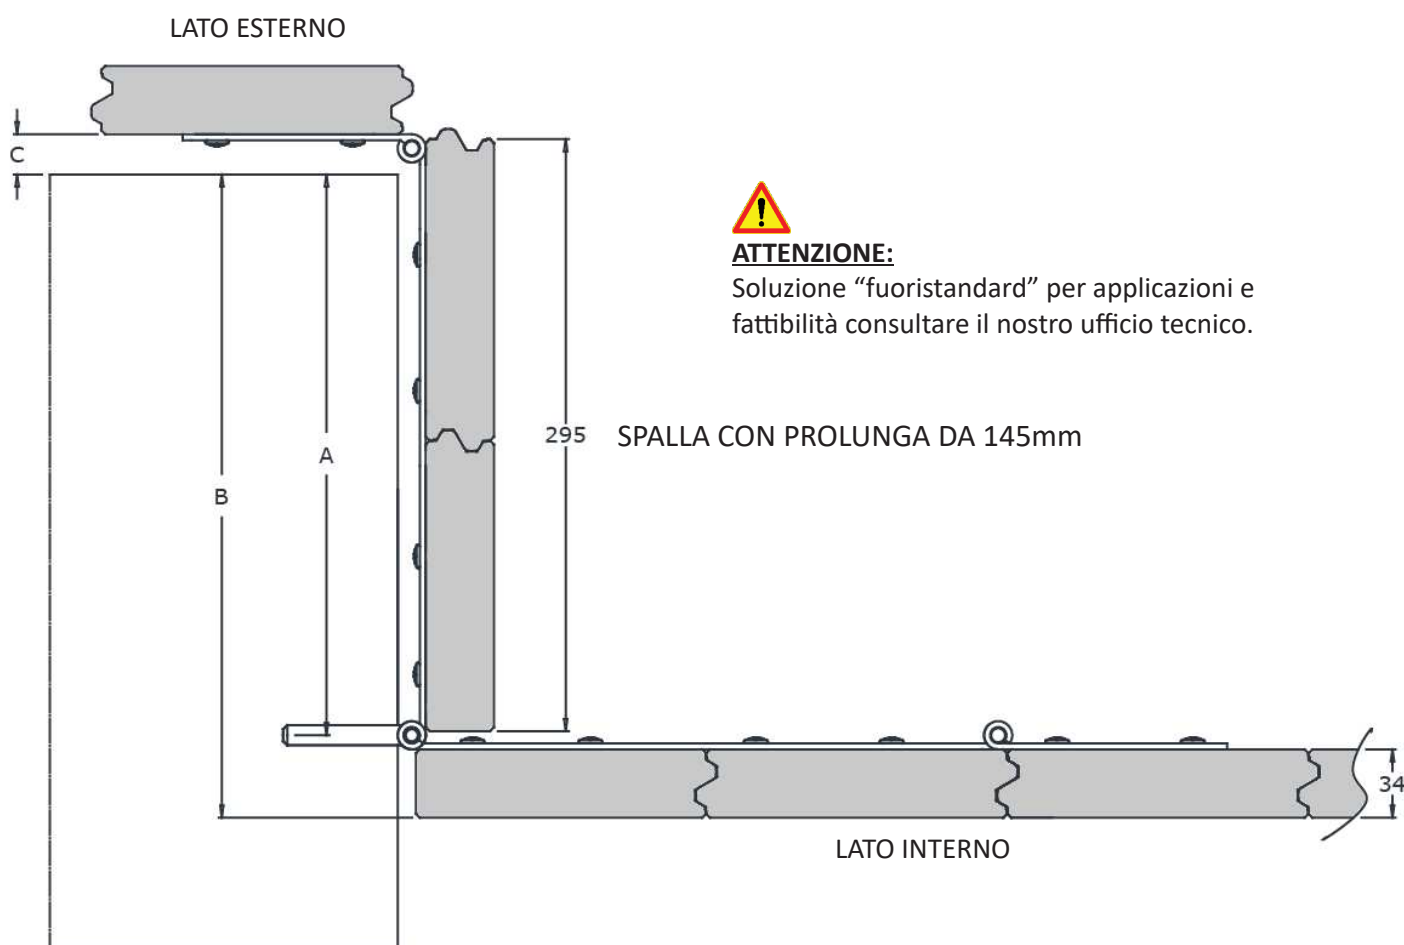 LATO ESTERNO
C
ATTENZIONE:
Soluzione “fuoristandard” per applicazioni e
fattibilità consultare il nostro ufficio tecnico.
295 SPALLA CON PROLUNGA DA 145mm
A
B
34
LATO INTERNO